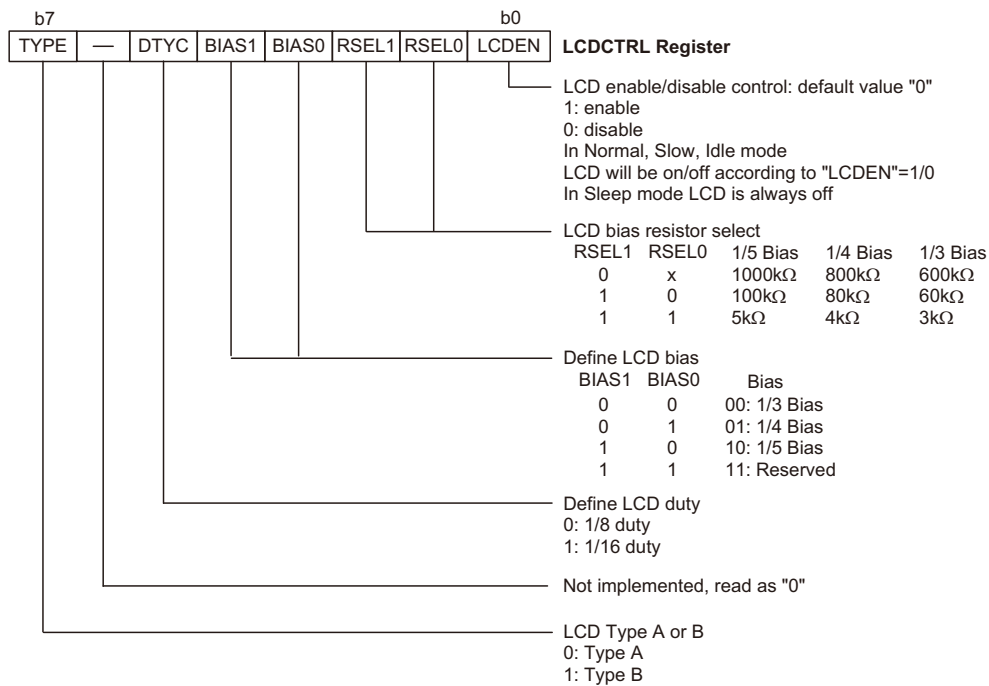 b7 b0
TYPE — DTYC BIAS1 BIAS0 RSEL1 RSEL0 LCDEN LCDCTRL Register
LCD enable/disable control: default value "0"
1: enable
0: disable
In Normal, Slow, Idle mode
LCD will be on/off according to "LCDEN"=1/0
In Sleep mode LCD is always off
LCD bias resistor select
RSEL1 RSEL0 1/5 Bias 1/4 Bias 1/3 Bias
0 x 1000kΩ 800kΩ 600kΩ
1 0 100kΩ 80kΩ 60kΩ
1 1 5kΩ 4kΩ 3kΩ
Define LCD bias
BIAS1 BIAS0 Bias
0 0 00: 1/3 Bias
0 1 01: 1/4 Bias
1 0 10: 1/5 Bias
1 1 11: Reserved
Define LCD duty
0: 1/8 duty
1: 1/16 duty
Not implemented, read as "0"
LCD Type A or B
0: Type A
1: Type B